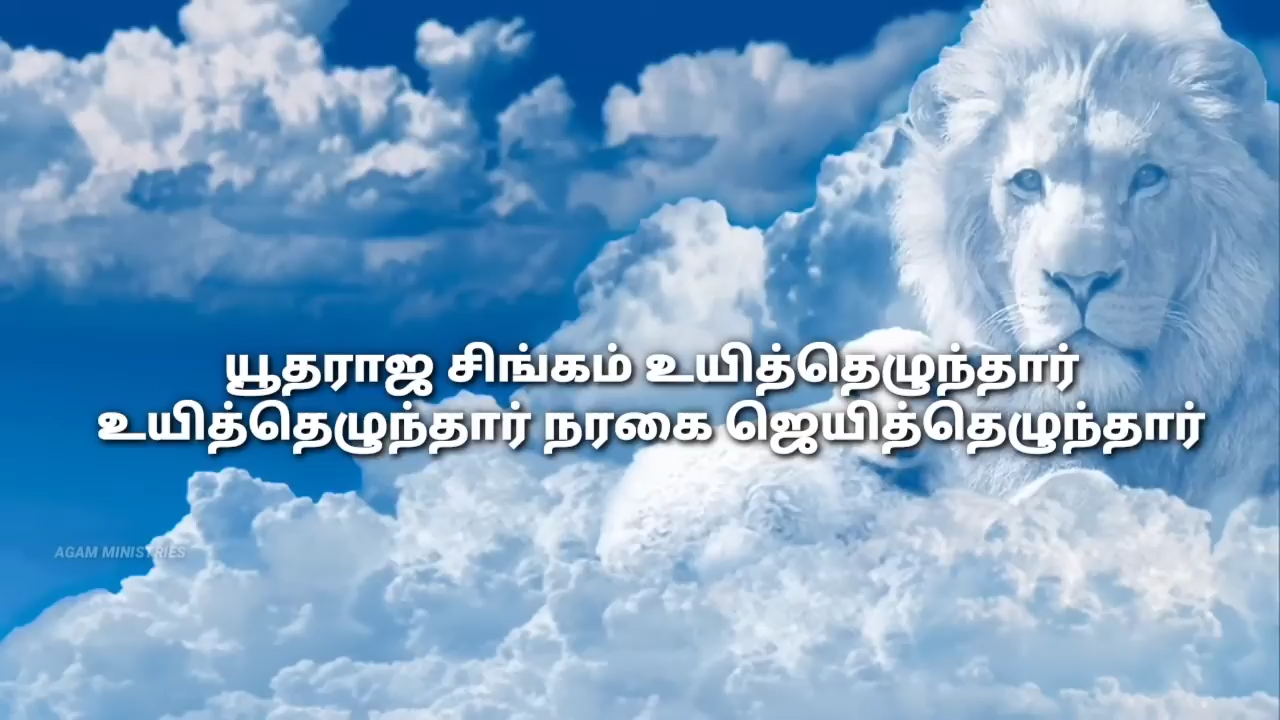 யூதராஜ சிங்கம் உயித்தெழுந்தார்
உயித்தெழுந்தார் நரகை ஜெயித்தெழுந்தார்
AGAM MINISTRIES